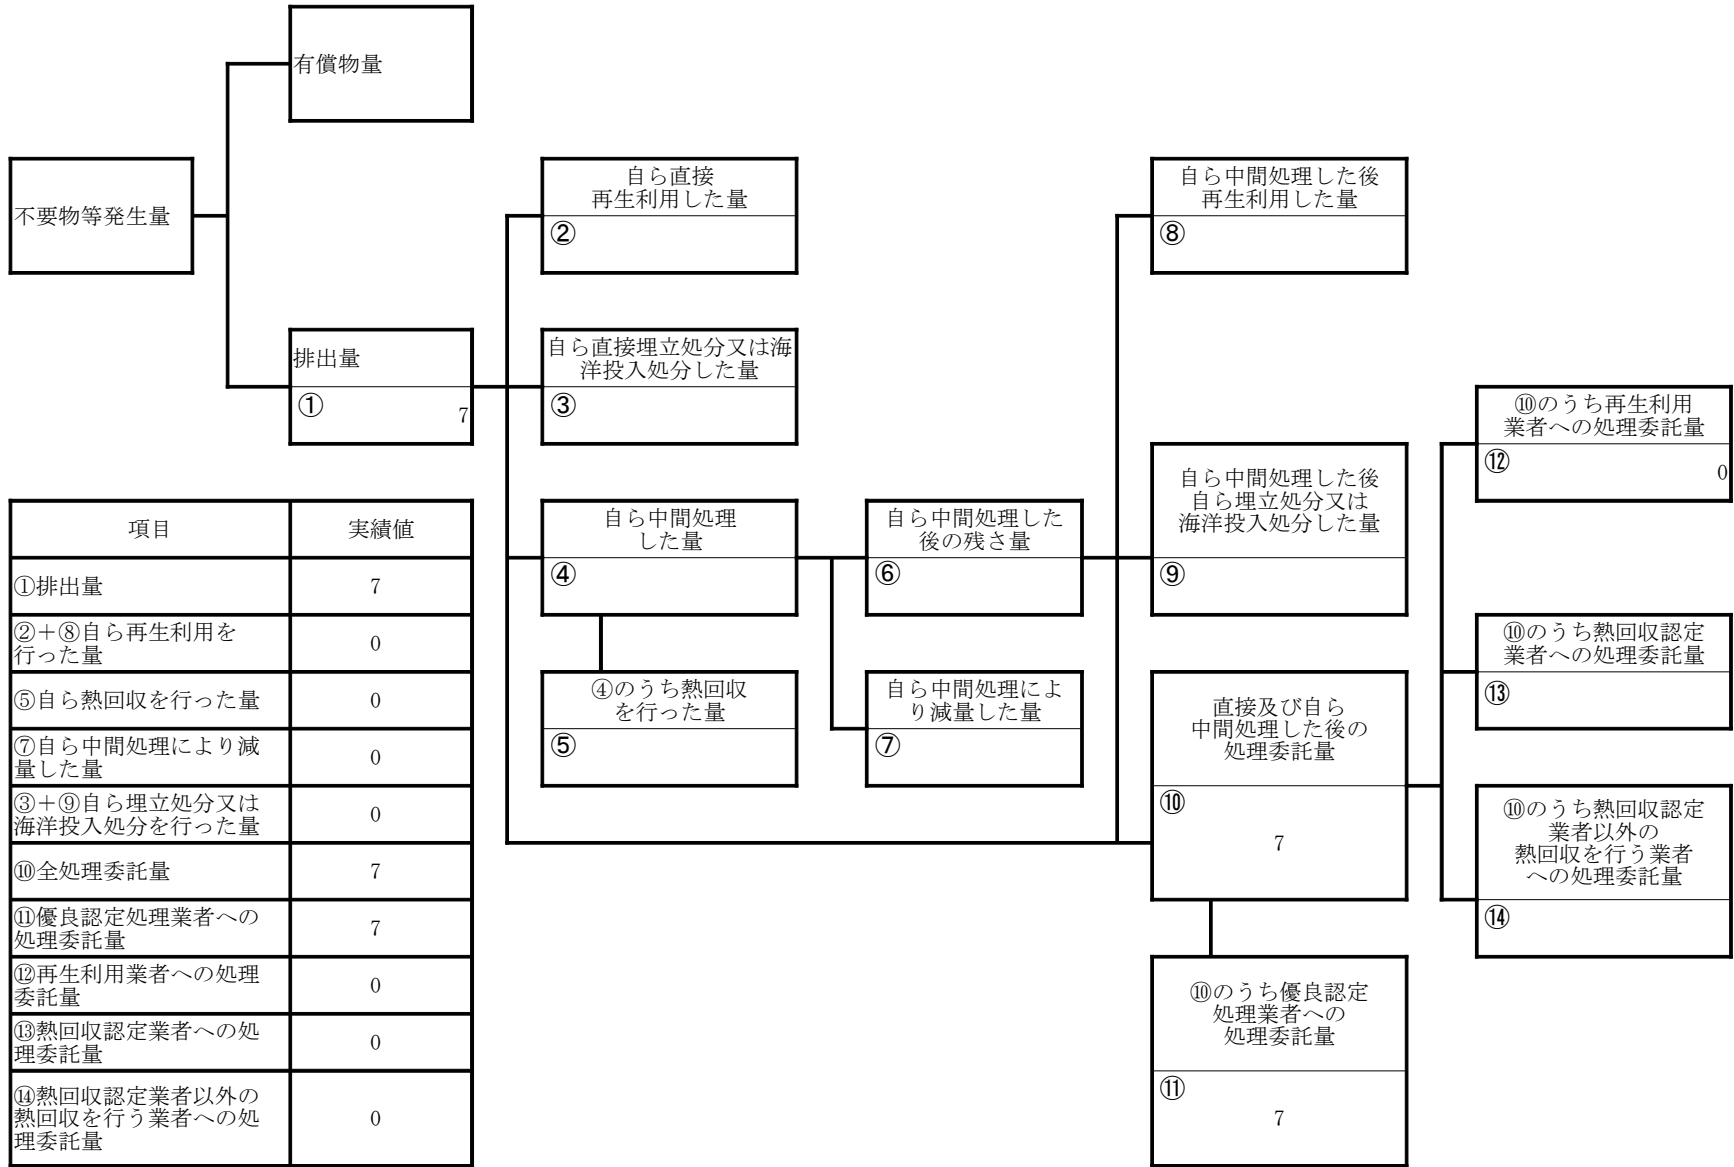 有償物量
不要物等発生量
自ら直接
再生利用した量
②
自ら中間処理した後
再生利用した量
⑧
排出量
①
7
自ら直接埋立処分又は海
洋投入処分した量
③
⑩のうち再生利用
業者への処理委託量
⑫
0
自ら中間処理
した量
④
自ら中間処理した
後の残さ量
⑥
自ら中間処理した後
自ら埋立処分又は
海洋投入処分した量
⑨
⑩のうち熱回収認定
業者への処理委託量
⑬
④のうち熱回収
を行った量
⑤
自ら中間処理によ
り減量した量
⑦
直接及び自ら
中間処理した後の
処理委託量
⑩
7
⑩のうち熱回収認定
業者以外の
熱回収を行う業者
への処理委託量
⑭
⑩のうち優良認定
処理業者への
処理委託量
⑪
7
項目 実績値
①排出量 7
②+⑧自ら再生利用を
行った量 0
⑤自ら熱回収を行った量 0
⑦自ら中間処理により減
量した量 0
③+⑨自ら埋立処分又は
海洋投入処分を行った量 0
⑩全処理委託量 7
⑪優良認定処理業者への
処理委託量 7
⑫再生利用業者への処理
委託量 0
⑬熱回収認定業者への処
理委託量 0
⑭熱回収認定業者以外の
熱回収を行う業者への処
理委託量 0